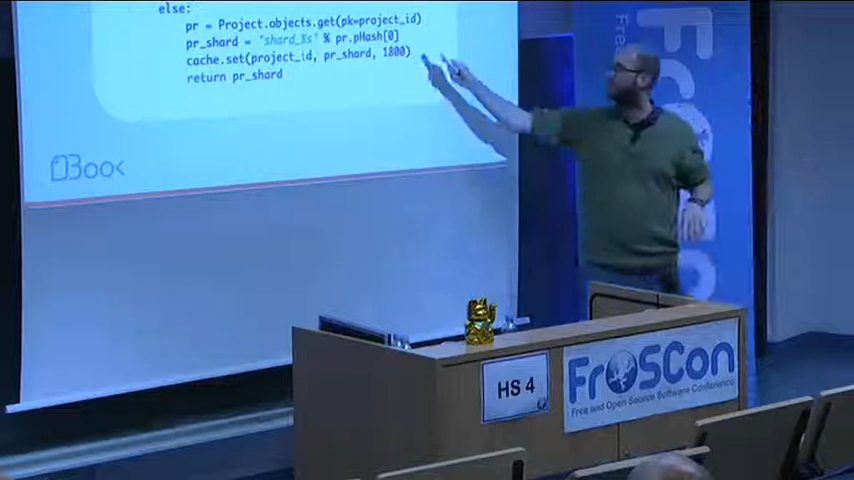 else:
pr = Project.objects.get(pk=project_id)
pr_shard = "shard_%s" % pr.pHash[0]
cache.set(project_id, pr_shard, 1800)
return pr_shard
Book
HS 4
FrOSCon
Free and Open Source Software Conference